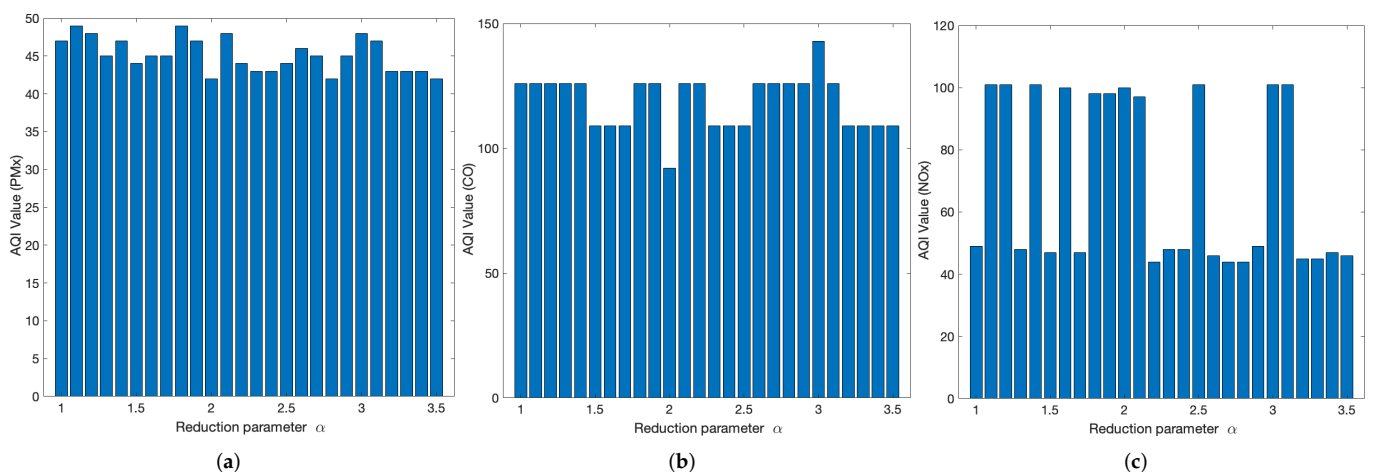 50
45
40
35
30
25
20
15
10
5
0
AQI Value (PMx)
1 1.5 2 2.5 3 3.5
Reduction parameter α
(a)
150
100
50
0
AQI Value (CO)
1 1.5 2 2.5 3 3.5
Reduction parameter α
(b)
120
100
80
60
40
20
0
AQI Value (NOx)
1 1.5 2 2.5 3 3.5
Reduction parameter α
(c)